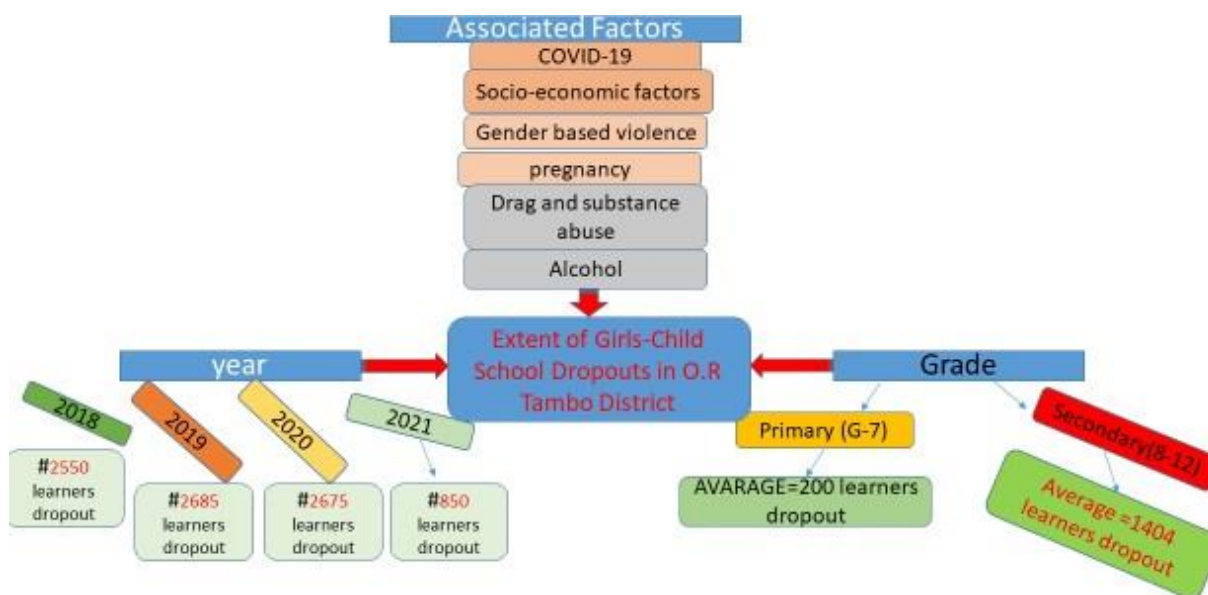 Associated Factors
COVID-19
Socio-economic factors
Gender based violence
pregnancy
Drag and substance
abuse
Alcohol
Extent of Girls-Child
School Dropouts in O.R
Tambo District
year
2018
2019
2020
2021
#2550
learners
dropout
#2685
learners
dropout
#2675
learners
dropout
#850
learners
dropout
Grade
Primary (G-7)
Secondary(8-12)
AVARAGE=200 learners
dropout
Average =1404
learners dropout